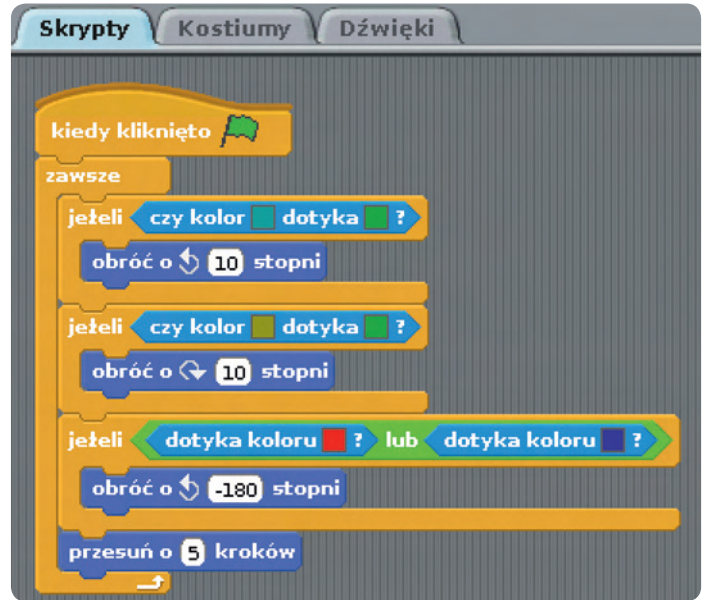 Skrypty Kostiumy Dźwięki
kiedy kliknięto
zawsze
jeżeli czy kolor dotyka ?
obróć o 10 stopni
jeżeli czy kolor dotyka ?
obróć o 10 stopni
jeżeli dotyka koloru ? lub dotyka koloru ?
obróć o -180 stopni
przesuń o 5 kroków